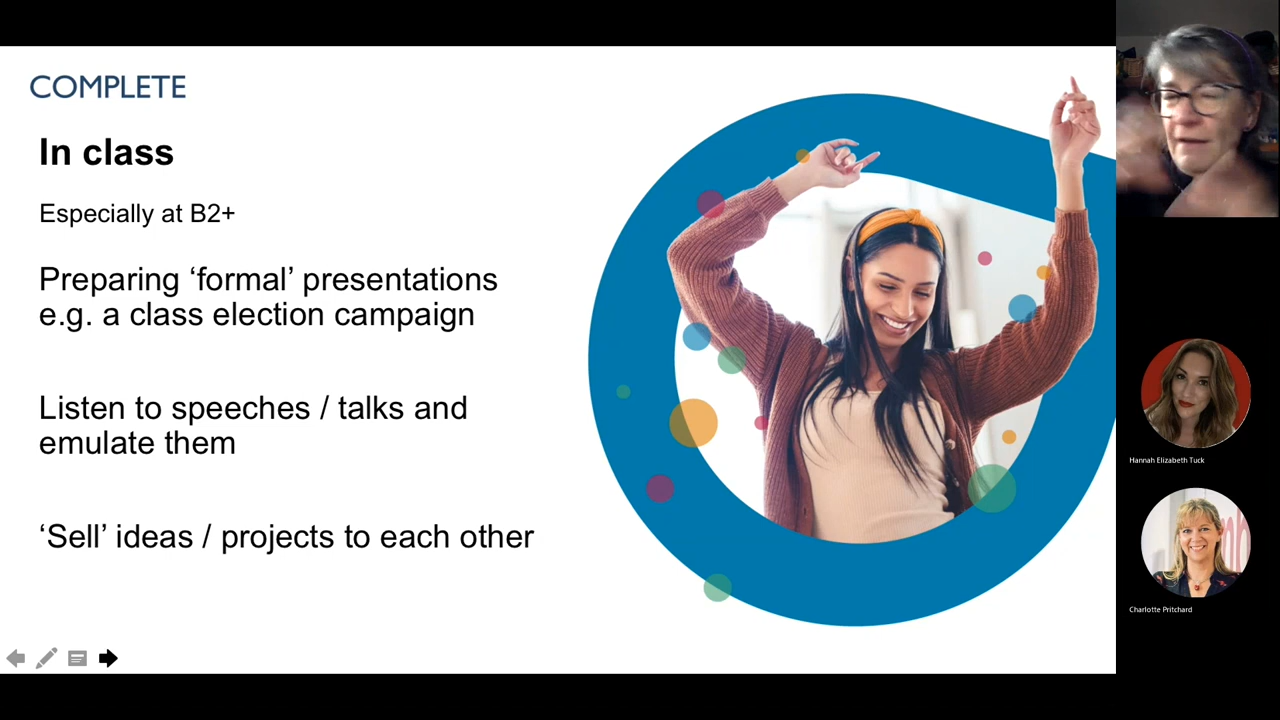 COMPLETE
In class
Especially at B2+
Preparing ‘formal’ presentations
e.g. a class election campaign
Listen to speeches / talks and
emulate them
‘Sell’ ideas / projects to each other
Hannah Elizabeth Tuck
Charlotte Pritchard